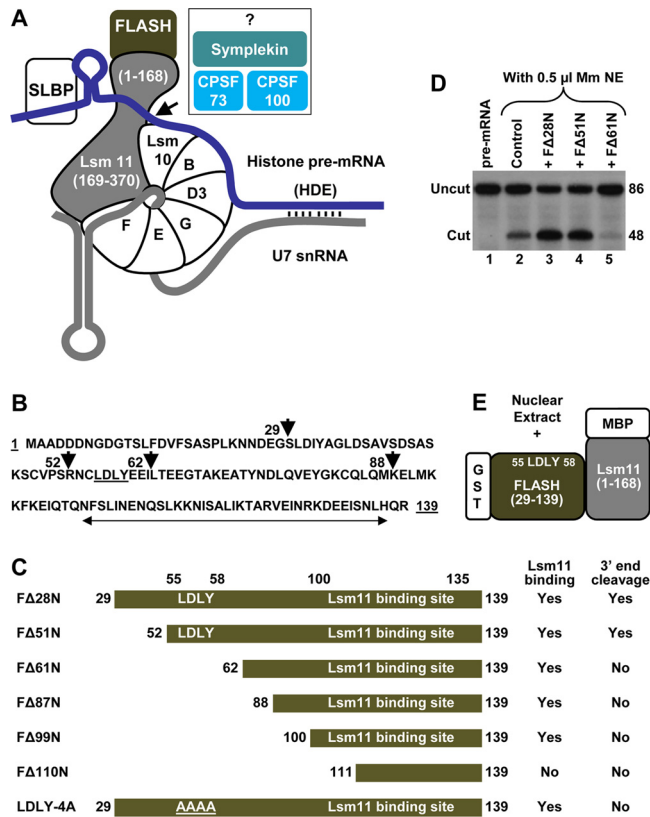 A
FLASH
(1-168)
?
Symplekin
CPSF 73
CPSF 100
SLBP
Lsm 11
(169-370)
Lsm 10
B
D3
G
E
F
Histone pre-mRNA
(HDE)
U7 snRNA
D
With 0.5 µl Mm NE
pre-mRNA
Control
+ FΔ28N
+ FΔ51N
+ FΔ61N
Uncut 86
Cut 48
1 2 3 4 5
B
29
1 MAADDDNGDGTSLFDVFSASPLKNNDEGSLDIYAGLDSAVSDSAS
52 62 88
KSCVPSRNCLDLYEEILTEEGTAKEATYNDLQVEYGKCQLQMKELMK
KFKEIQTQNFSLINENQSLKKNISALIKTARVEINRKDEEISNLHQR 139
E
Nuclear
Extract
+
GST
55 LDLY 58
FLASH
(29-139)
MBP
Lsm11
(1-168)
C
55 58 100 135
Lsm11 binding
3' end cleavage
FΔ28N 29 LDLY Lsm11 binding site 139 Yes Yes
FΔ51N 52 LDLY Lsm11 binding site 139 Yes Yes
FΔ61N 62 Lsm11 binding site 139 Yes No
FΔ87N 88 Lsm11 binding site 139 Yes No
FΔ99N 100 Lsm11 binding site 139 Yes No
FΔ110N 111 139 No No
LDLY-4A 29 AAAA Lsm11 binding site 139 Yes No